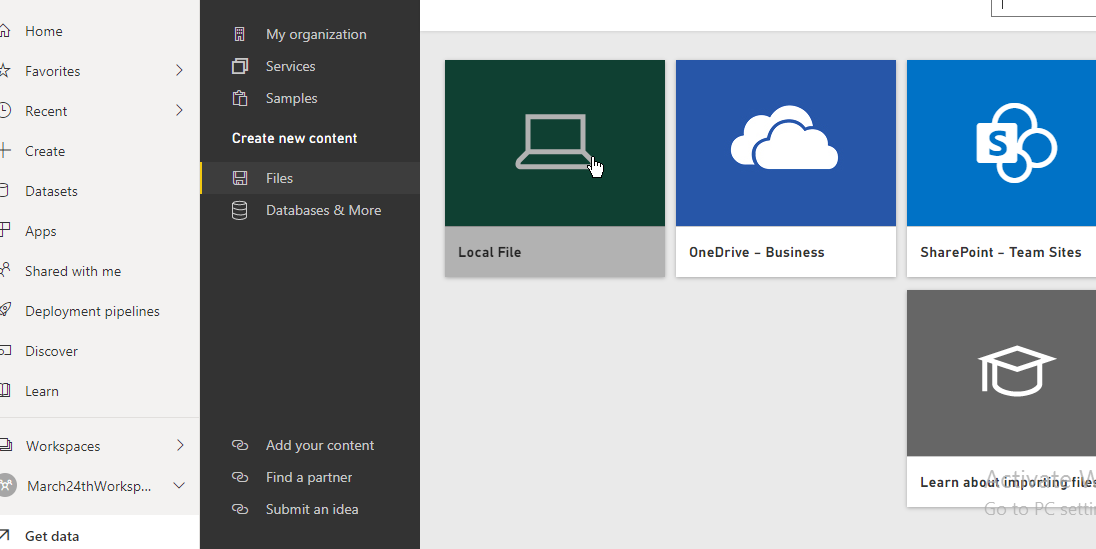 Home
Favorites
Recent
Create
Datasets
Apps
Shared with me
Deployment pipelines
Discover
Learn
Workspaces
March24thWorksp...
Get data
My organization
Services
Samples
Create new content
Files
Databases & More
Add your content
Find a partner
Submit an idea
Local File
OneDrive – Business
S
SharePoint – Team Sites
Learn about importing files
Activate W
Go to PC settin